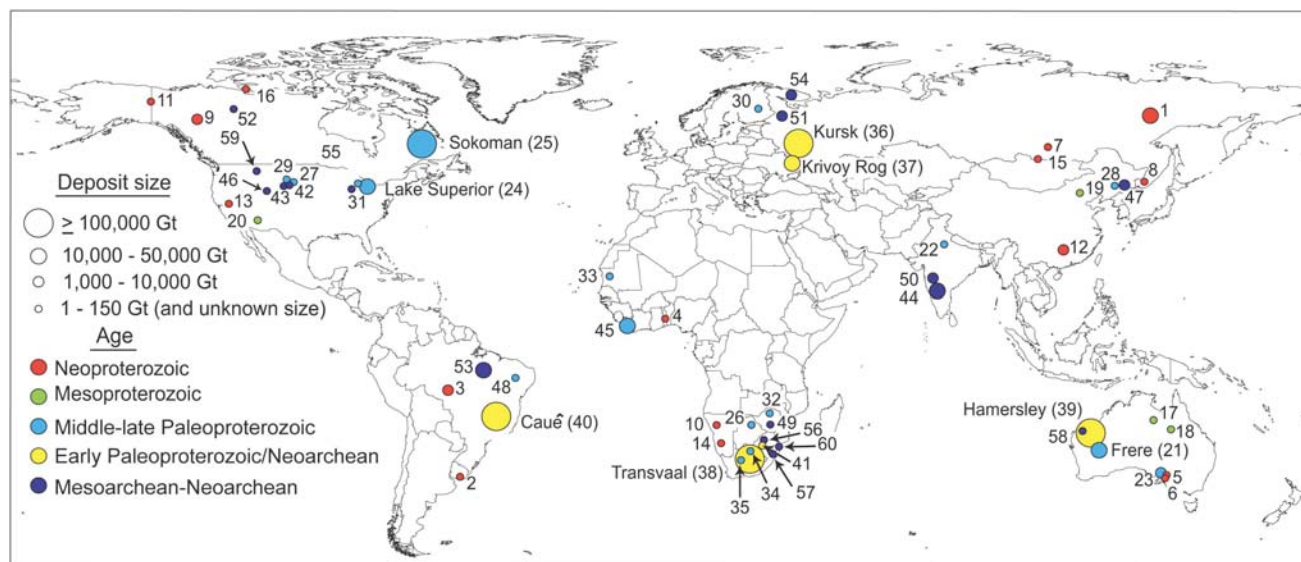 11
16
9
52
59
55
Sokoman (25)
29
27
46
43
42
31
Lake Superior (24)
13
20
Deposit size
≥ 100,000 Gt
10,000 - 50,000 Gt
1,000 - 10,000 Gt
1 - 150 Gt (and unknown size)
Age
Neoproterozoic
Mesoproterozoic
Middle-late Paleoproterozoic
Early Paleoproterozoic/Neoarchean
Mesoarchean-Neoarchean
53
48
3
Cauê (40)
2
54
30
51
Kursk (36)
Krivoy Rog (37)
1
7
15
28
8
19
47
12
22
50
44
33
45
4
32
10
26
49
56
14
60
Transvaal (38)
41
34
57
35
Hamersley (39)
17
58
18
Frere (21)
23
5
6